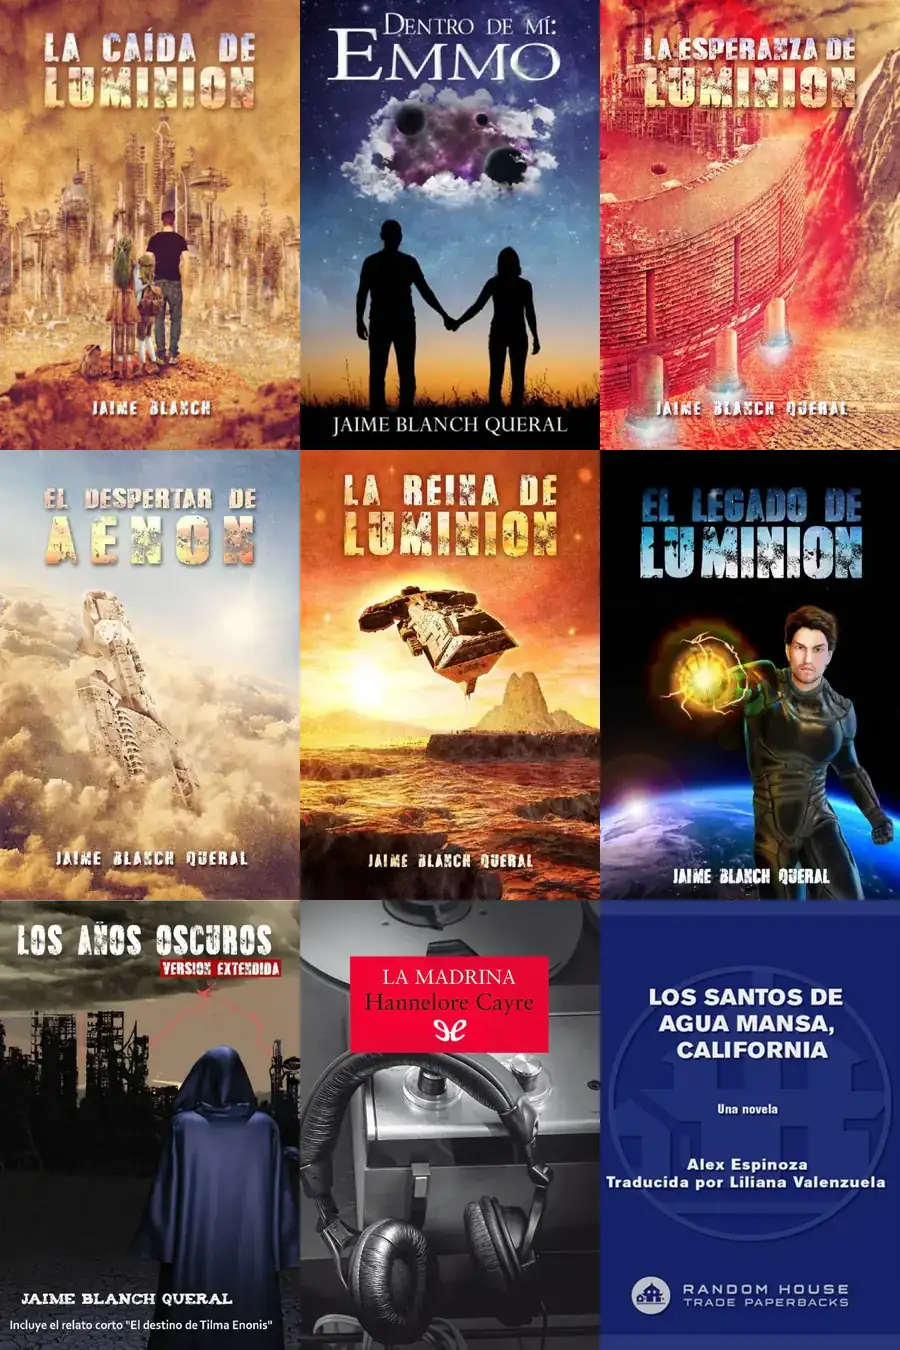 LA CAÍDA DE
LUMINION
JAIME BLANCH
DENTRO DE MÍ:
EMMO
JAIME BLANCH QUERAL
LA ESPERANZA DE
LUMINION
JAIME BLANCH QUERAL
EL DESPERTAR DE
AENON
JAIME BLANCH QUERAL
LA REINA DE
LUMINION
JAIME BLANCH QUERAL
EL LEGADO DE
LUMINION
JAIME BLANCH QUERAL
LOS AÑOS OSCUROS
VERSION EXTENDIDA
JAIME BLANCH QUERAL
Incluye el relato corto "El destino de Tilma Enonis"
LA MADRINA
Hannelore Cayre
LOS SANTOS DE
AGUA MANSA,
CALIFORNIA
Una novela
Alex Espinoza
Traducida por Liliana Valenzuela
RANDOM HOUSE
TRADE PAPERBACKS